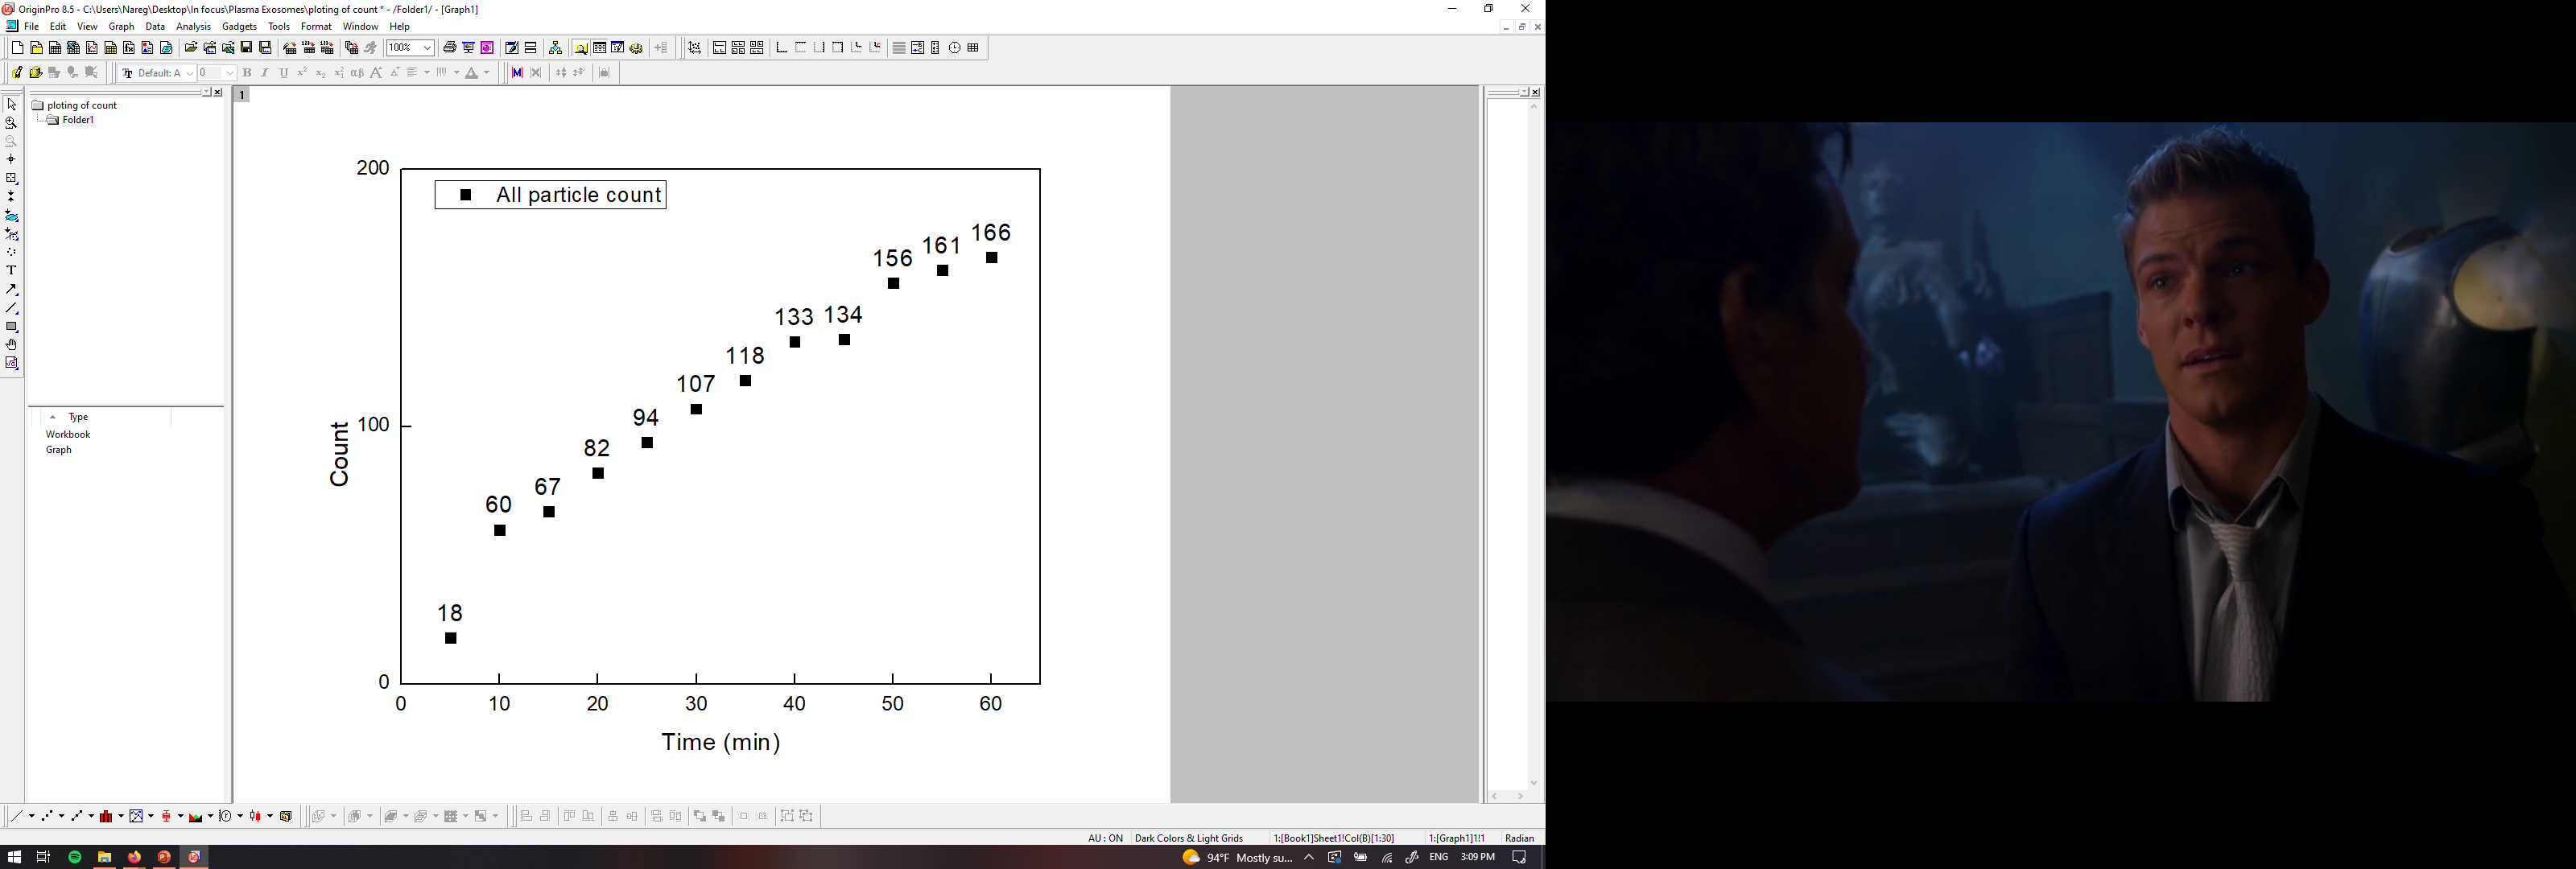 OriginPro 8.5 - C:\Users\Nareg\Desktop\In focus\Plasma Exosomes\ploting of count * - /Folder1/ - [Graph1]
File Edit View Graph Data Analysis Gadgets Tools Format Window Help
100%
Default: A 0 B I U
ploting of count
Folder1
Type
Workbook
Graph
1
200
All particle count
166
161
156
133 134
118
107
100
94
82
67
60
18
0
Count
0 10 20 30 40 50 60
Time (min)
AU : ON Dark Colors & Light Grids 1:[Book1]Sheet1!Col(B)[1:30] 1:[Graph1]1!1 Radian
94°F Mostly su... ENG 3:09 PM